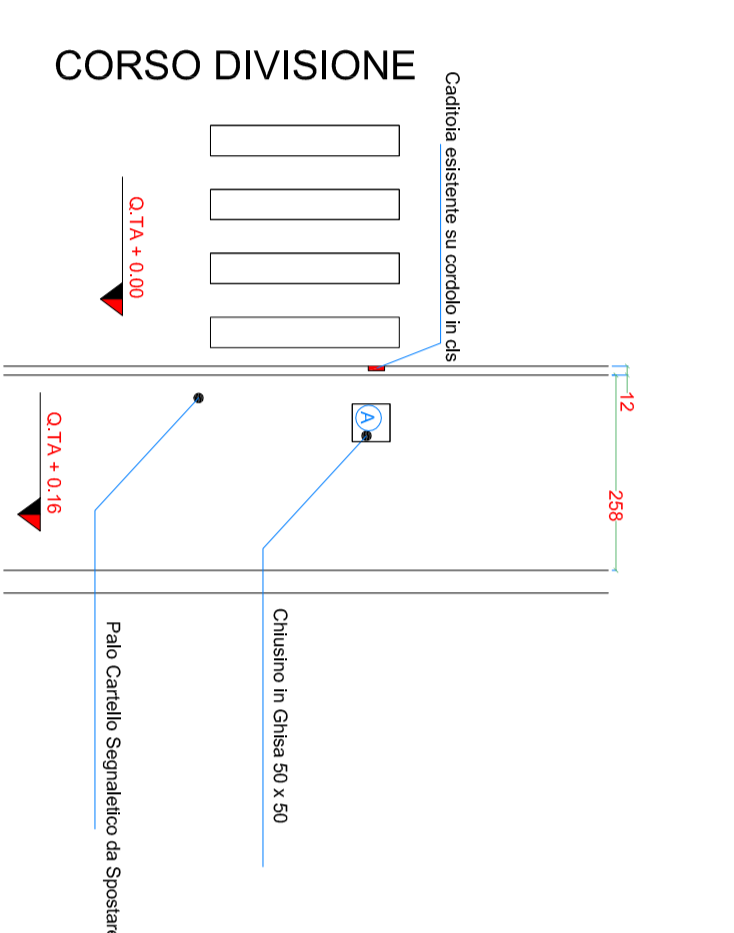 CORSO DIVISIONE
Caditoia esistente su cordolo in cls
Q.TA + 0.00
12
258
A
Q.TA + 0.16
Chiusino in Ghisa 50 x 50
Palo Cartello Segnaletico da Spostare